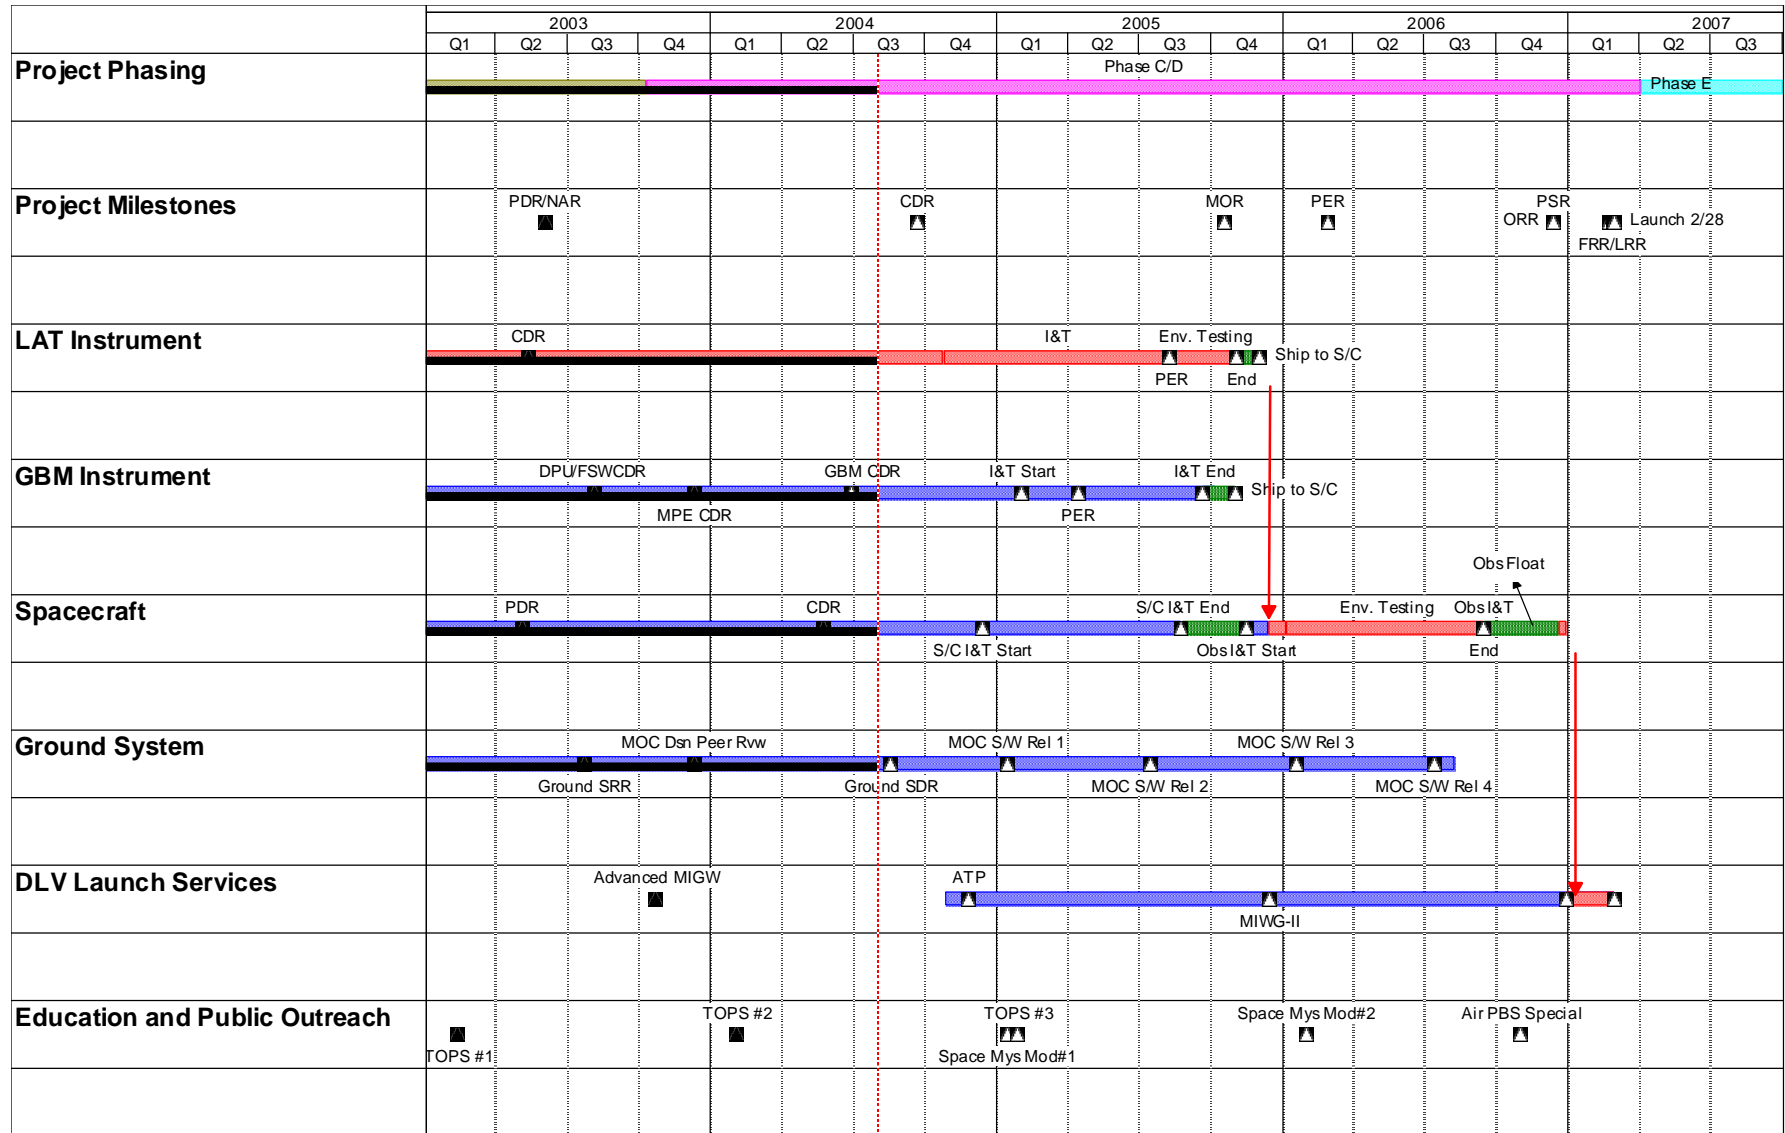 2003 2004 2005 2006 2007
Q1 Q2 Q3 Q4 Q1 Q2 Q3 Q4 Q1 Q2 Q3 Q4 Q1 Q2 Q3 Q4 Q1 Q2 Q3
Project Phasing
Phase C/D
Phase E
Project Milestones
PDR/NAR CDR MOR PER PSR
ORR Launch 2/28
FRR/LRR
LAT Instrument
CDR I&T Env. Testing
Ship to S/C
PER End
GBM Instrument
DPU/FSWCDR GBM CDR I&T Start I&T End
Ship to S/C
MPE CDR PER
Obs Float
Spacecraft
PDR CDR S/C I&T End Env. Testing Obs I&T
S/C I&T Start Obs I&T Start End
Ground System
MOC Dsn Peer Rvw MOC S/W Rel 1 MOC S/W Rel 3
Ground SRR Ground SDR MOC S/W Rel 2 MOC S/W Rel 4
DLV Launch Services
Advanced MIGW ATP
MIWG-II
Education and Public Outreach
TOPS #2 TOPS #3 Space Mys Mod#2 Air PBS Special
TOPS #1 Space Mys Mod#1